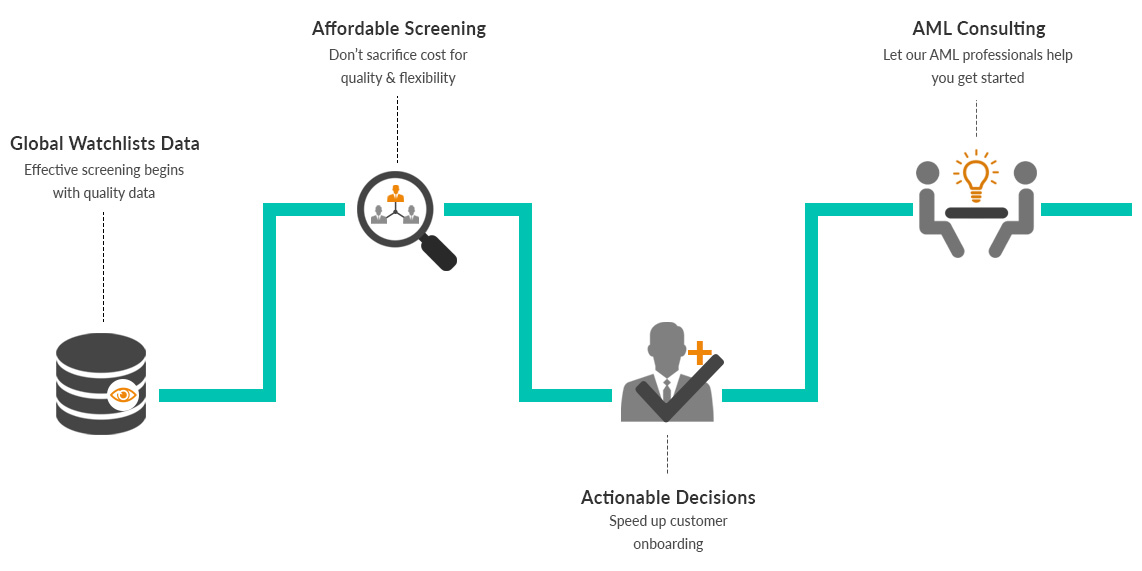 Global Watchlists Data
Effective screening begins
with quality data
Affordable Screening
Don't sacrifice cost for
quality & flexibility
Actionable Decisions
Speed up customer
onboarding
AML Consulting
Let our AML professionals help
you get started